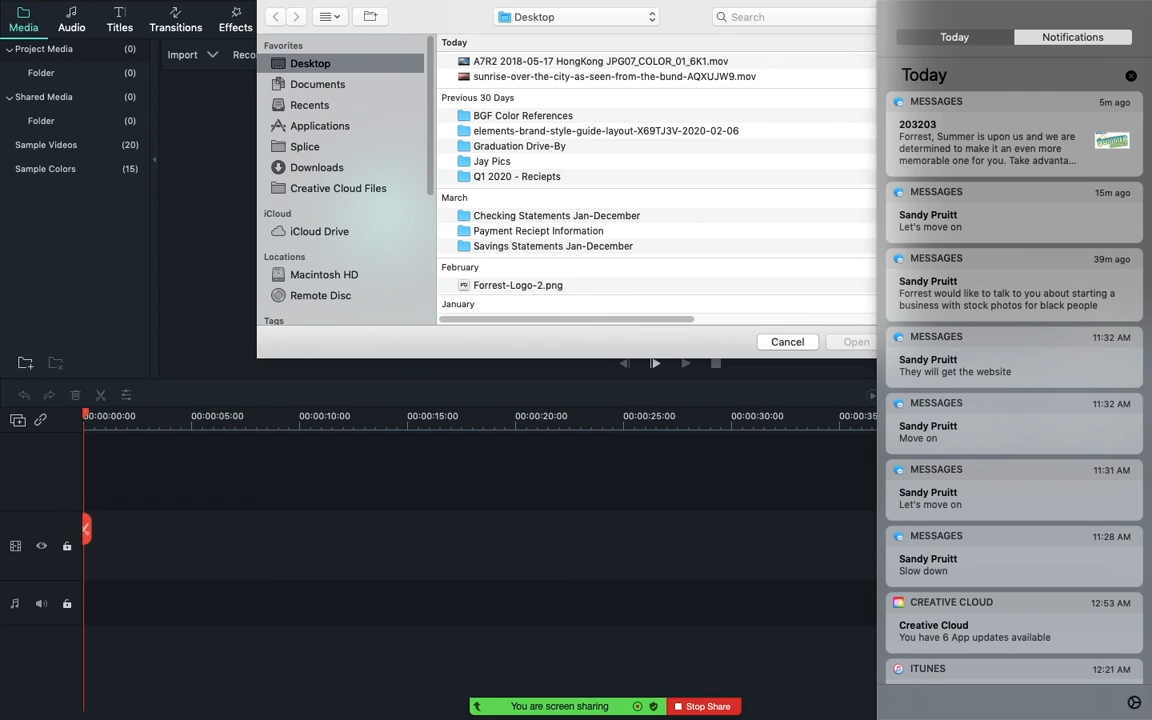 Media
Audio
Titles
Transitions
Effects
Project Media (0)
Folder (0)
Shared Media (0)
Folder (0)
Sample Videos (20)
Sample Colors (15)
Import
Reco
Desktop
Search
Favorites
Desktop
Documents
Recents
Applications
Splice
Downloads
Creative Cloud Files
iCloud
iCloud Drive
Locations
Macintosh HD
Remote Disc
Tags
Today
A7R2 2018-05-17 HongKong JPG07_COLOR_01_6K1.mov
sunrise-over-the-city-as-seen-from-the-bund-AQXUJW9.mov
Previous 30 Days
BGF Color References
elements-brand-style-guide-layout-X69TJ3V-2020-02-06
Graduation Drive-By
Jay Pics
Q1 2020 - Reciepts
March
Checking Statements Jan-December
Payment Reciept Information
Savings Statements Jan-December
February
Forrest-Logo-2.png
January
Cancel
Open
00:00:00:00
00:00:05:00
00:00:10:00
00:00:15:00
00:00:20:00
00:00:25:00
00:00:30:00
00:00:35
You are screen sharing
Stop Share
Today
Notifications
Today
MESSAGES 5m ago
203203
Forrest, Summer is upon us and we are
determined to make it an even more
memorable one for you. Take advanta...
MESSAGES 15m ago
Sandy Pruitt
Let's move on
MESSAGES 39m ago
Sandy Pruitt
Forrest would like to talk to you about starting a
business with stock photos for black people
MESSAGES 11:32 AM
Sandy Pruitt
They will get the website
MESSAGES 11:32 AM
Sandy Pruitt
Move on
MESSAGES 11:31 AM
Sandy Pruitt
Let's move on
MESSAGES 11:28 AM
Sandy Pruitt
Slow down
CREATIVE CLOUD 12:53 AM
Creative Cloud
You have 6 App updates available
ITUNES 12:21 AM